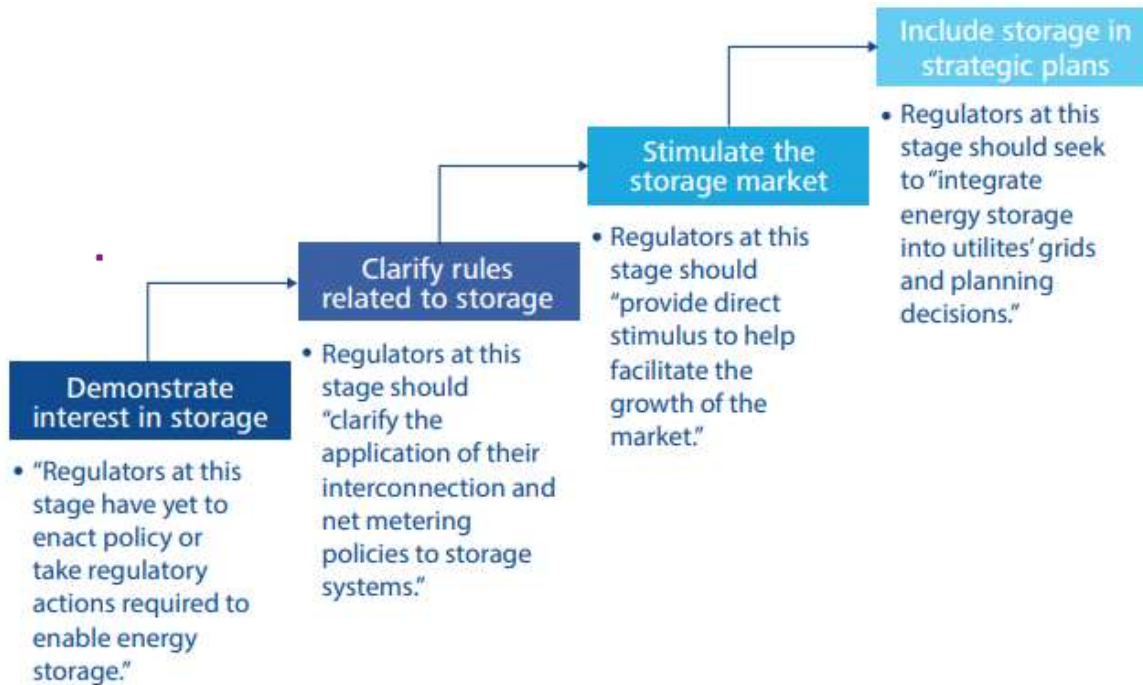 Demonstrate
interest in storage
• “Regulators at this
stage have yet to
enact policy or
take regulatory
actions required to
enable energy
storage.”
Clarify rules
related to storage
• Regulators at this
stage should
“clarify the
application of their
interconnection and
net metering
policies to storage
systems.”
Stimulate the
storage market
• Regulators at this
stage should
“provide direct
stimulus to help
facilitate the
growth of the
market.”
Include storage in
strategic plans
• Regulators at this
stage should seek
to “integrate
energy storage
into utilites’ grids
and planning
decisions.”